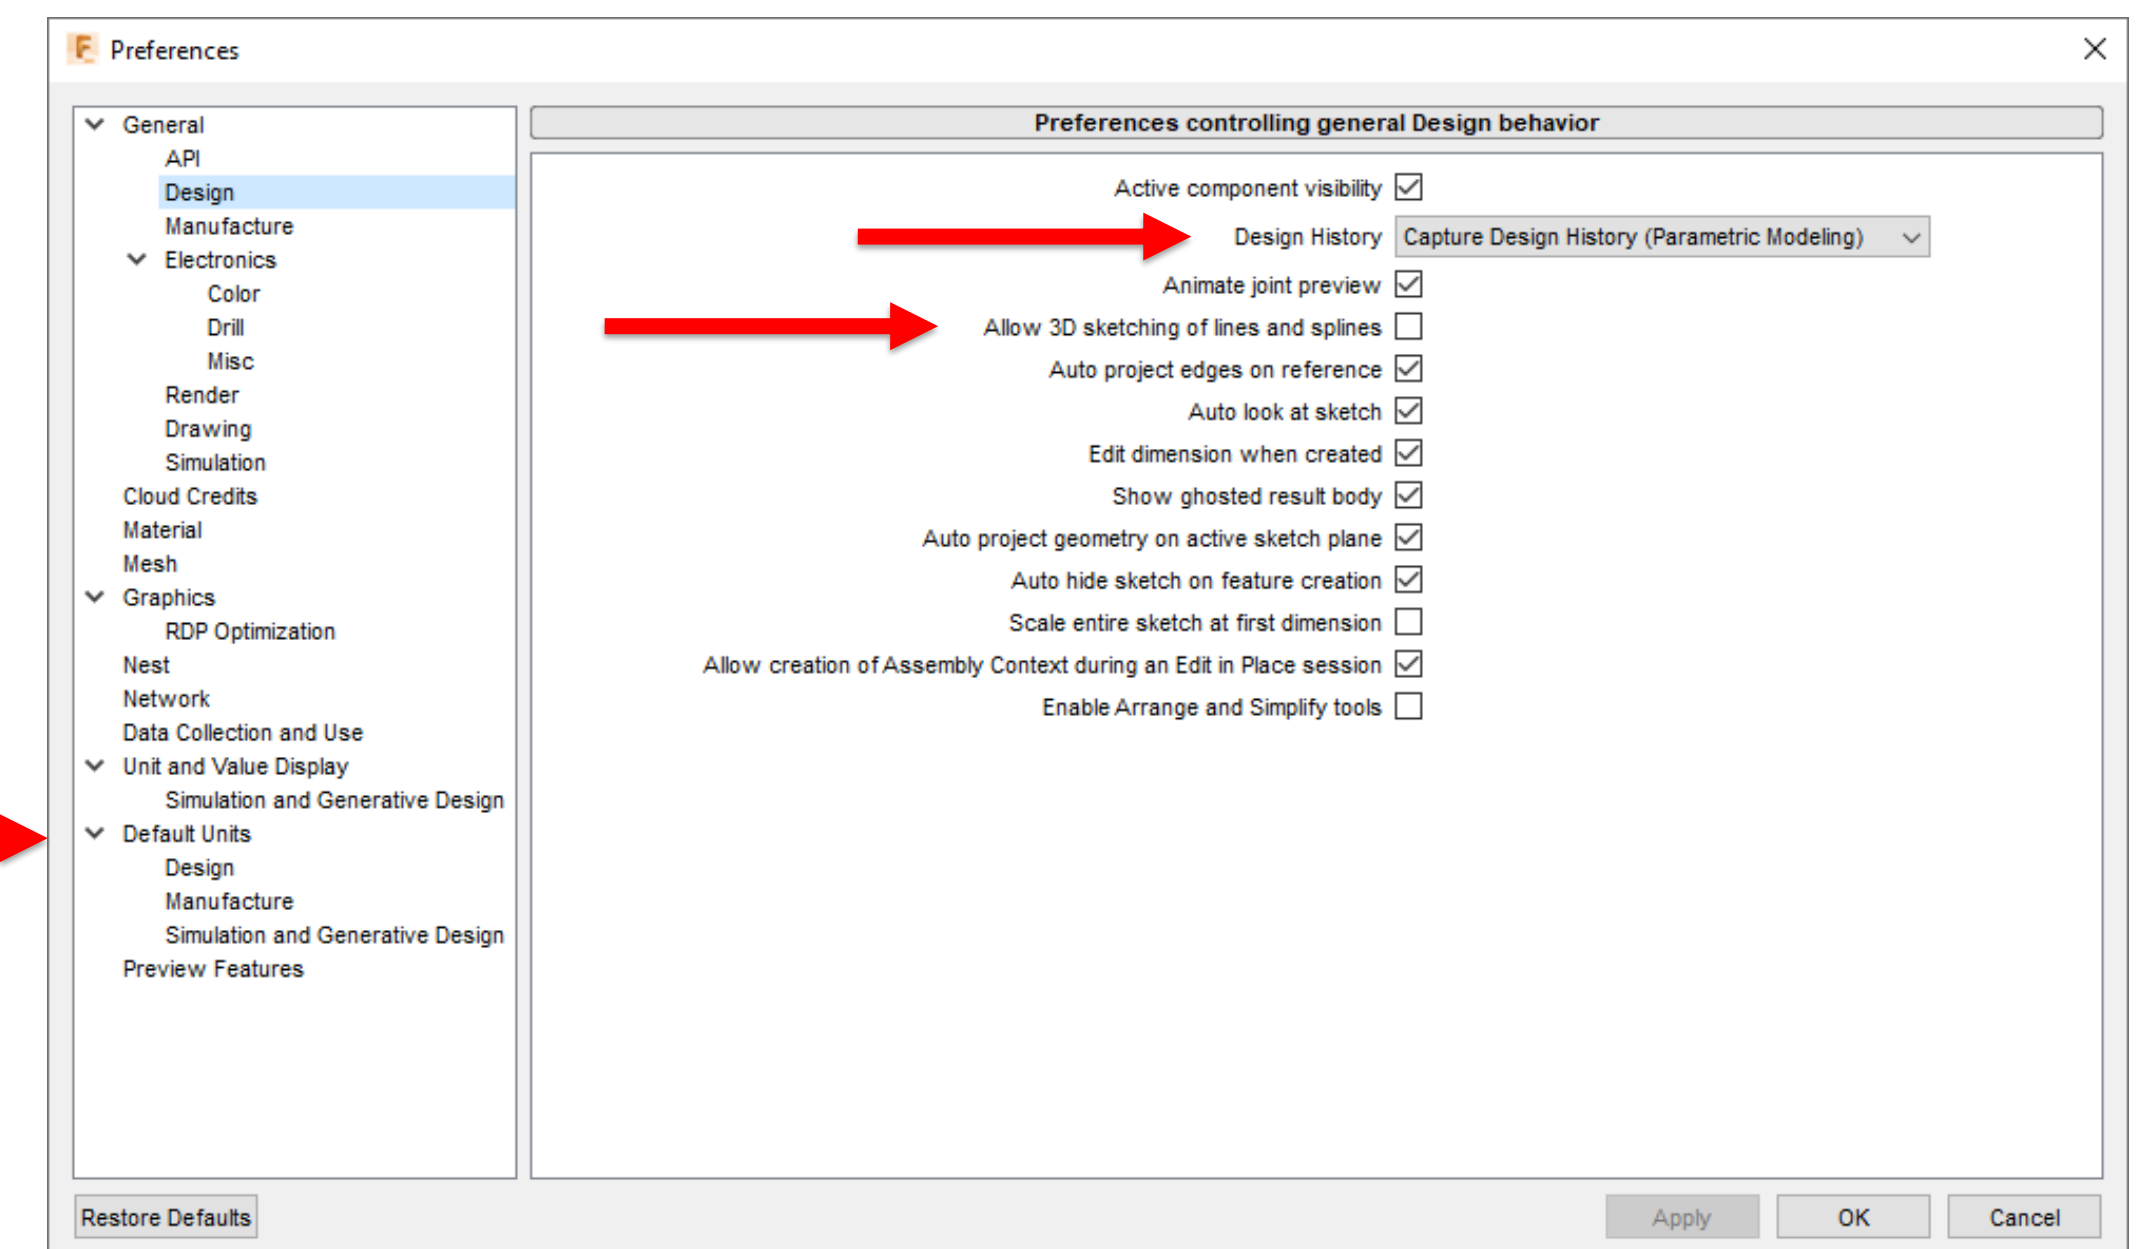 Preferences
General
API
Design
Manufacture
Electronics
Color
Drill
Misc
Render
Drawing
Simulation
Cloud Credits
Material
Mesh
Graphics
RDP Optimization
Nest
Network
Data Collection and Use
Unit and Value Display
Simulation and Generative Design
Default Units
Design
Manufacture
Simulation and Generative Design
Preview Features
Preferences controlling general Design behavior
Active component visibility
Design History Capture Design History (Parametric Modeling)
Animate joint preview
Allow 3D sketching of lines and splines
Auto project edges on reference
Auto look at sketch
Edit dimension when created
Show ghosted result body
Auto project geometry on active sketch plane
Auto hide sketch on feature creation
Scale entire sketch at first dimension
Allow creation of Assembly Context during an Edit in Place session
Enable Arrange and Simplify tools
Restore Defaults
Apply
OK
Cancel